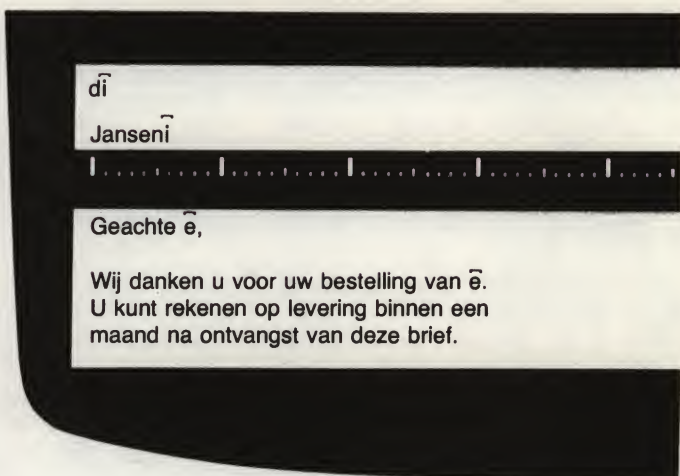 di͡
Janseni͡
Geachte e͡,
Wij danken u voor uw bestelling van e͡.
U kunt rekenen op levering binnen een
maand na ontvangst van deze brief.